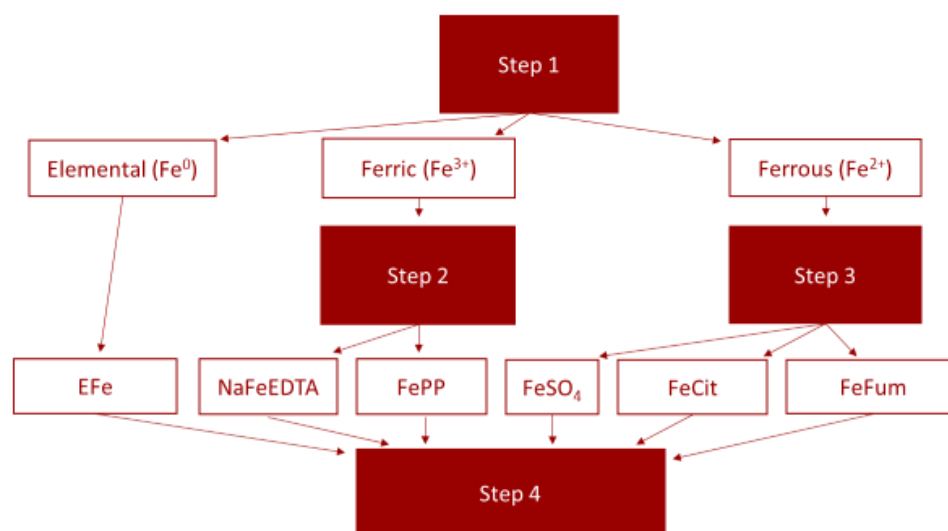 Step 1
Elemental (Fe⁰)
Ferric (Fe³⁺)
Ferrous (Fe²⁺)
Step 2
Step 3
EFe
NaFeEDTA
FePP
FeSO₄
FeCit
FeFum
Step 4